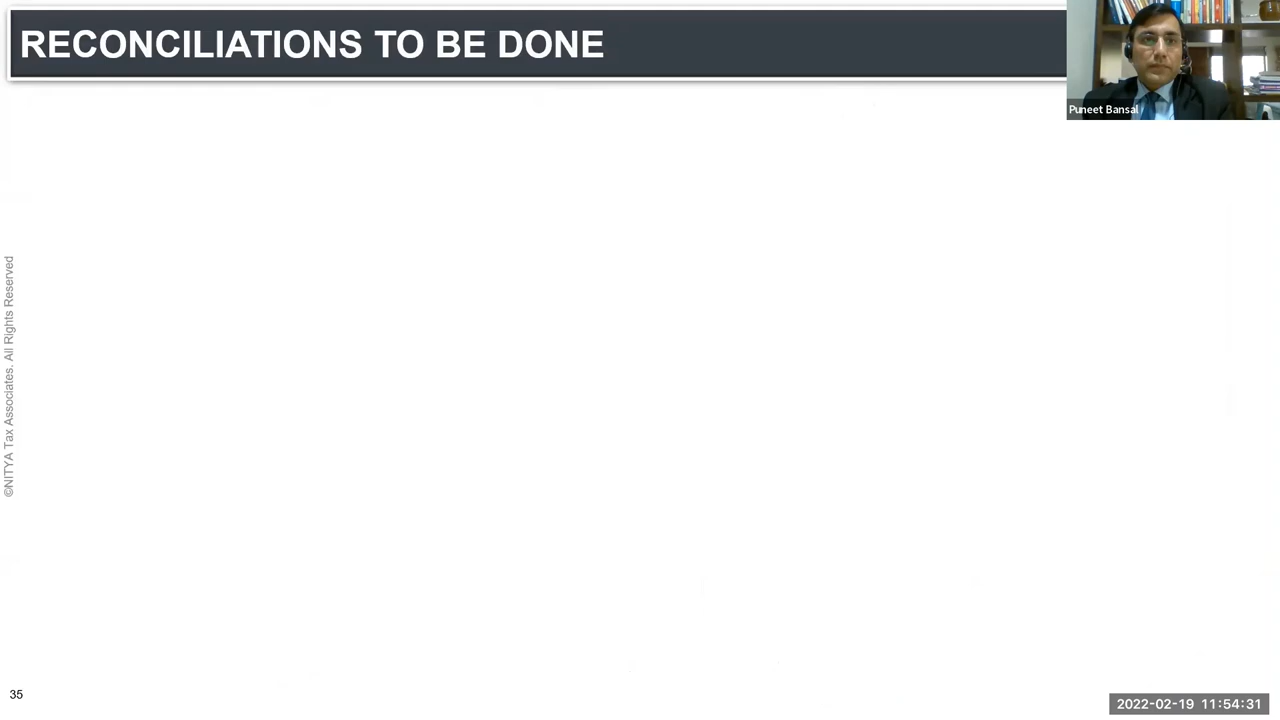 RECONCILIATIONS TO BE DONE
Puneet Bansal
©NITYA Tax Associates. All Rights Reserved
35
2022-02-19 11:54:31